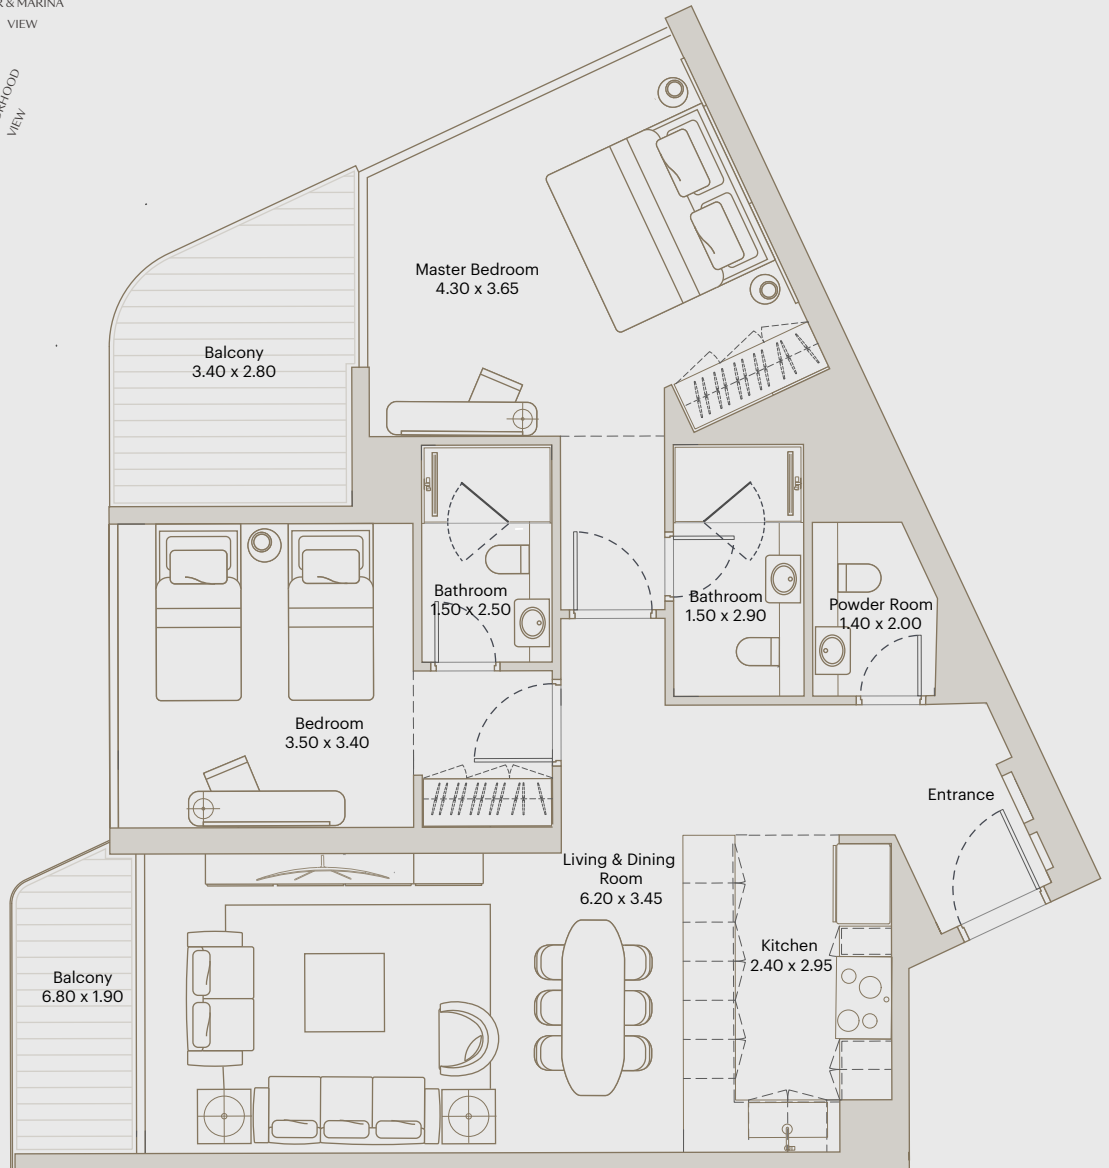 & MARINA
VIEW
VIEW
Master Bedroom
4.30 x 3.65
Balcony
3.40 x 2.80
Bathroom
1.50 x 2.50
Bathroom
1.50 x 2.90
Powder Room
1.40 x 2.00
Bedroom
3.50 x 3.40
Entrance
Living & Dining
Room
6.20 x 3.45
Kitchen
2.40 x 2.95
Balcony
6.80 x 1.90